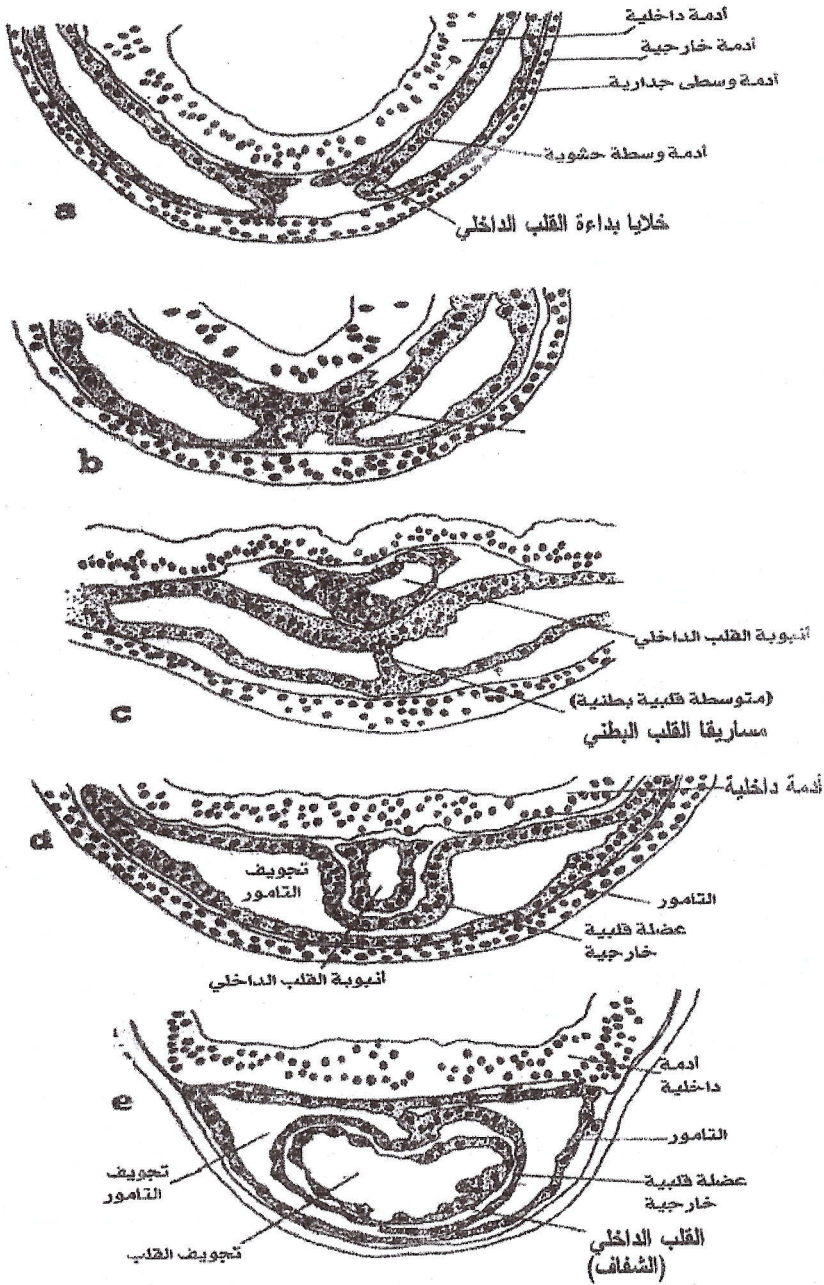 أدمة داخلية
أدمة خارجية
أدمة وسطى جدارية
أدمة وسطة حشوية
خلايا بداءة القلب الداخلي
a
b
أنبوبة القلب الداخلي
(متوسطة قلبية بطنية)
مساريقا القلب البطني
c
أدمة داخلية
d
تجويف
التامور
التامور
عضلة قلبية
خارجية
أنبوبة القلب الداخلي
أدمة
داخلية
e
التامور
تجويف
التامور
عضلة قلبية
خارجية
القلب الداخلي
(الشفاف)
تجويف القلب